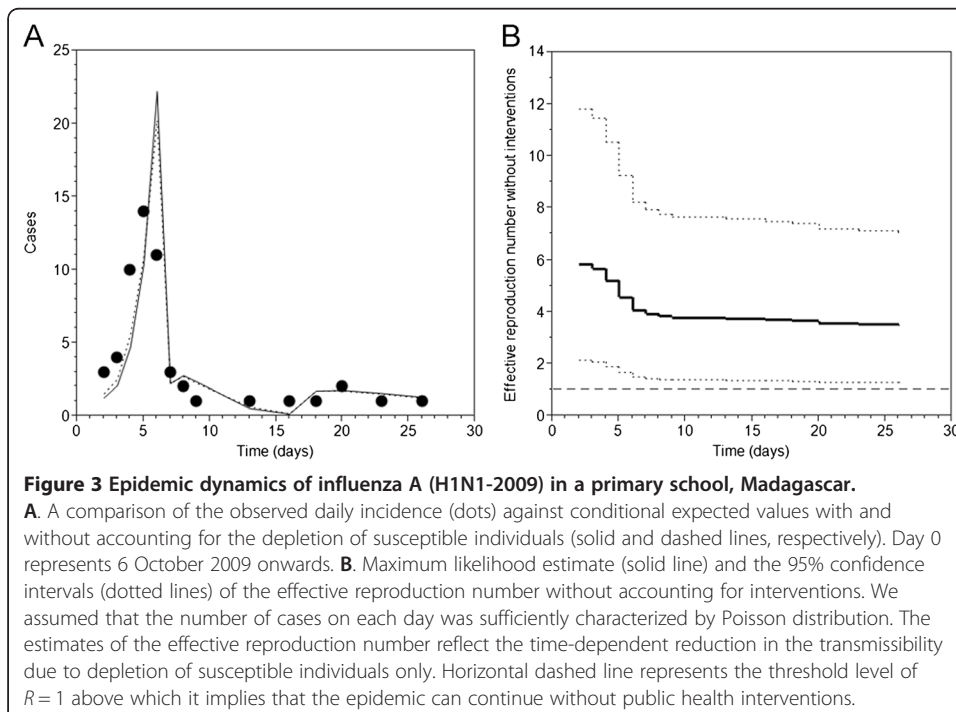 A
B
25
20
15
10
5
0
Cases
0 5 10 15 20 25 30
Time (days)
14
12
10
8
6
4
2
0
Effective reproduction number without interventions
0 5 10 15 20 25 30
Time (days)
Figure 3 Epidemic dynamics of influenza A (H1N1-2009) in a primary school, Madagascar.
A. A comparison of the observed daily incidence (dots) against conditional expected values with and
without accounting for the depletion of susceptible individuals (solid and dashed lines, respectively). Day 0
represents 6 October 2009 onwards. B. Maximum likelihood estimate (solid line) and the 95% confidence
intervals (dotted lines) of the effective reproduction number without accounting for interventions. We
assumed that the number of cases on each day was sufficiently characterized by Poisson distribution. The
estimates of the effective reproduction number reflect the time-dependent reduction in the transmissibility
due to depletion of susceptible individuals only. Horizontal dashed line represents the threshold level of
R = 1 above which it implies that the epidemic can continue without public health interventions.